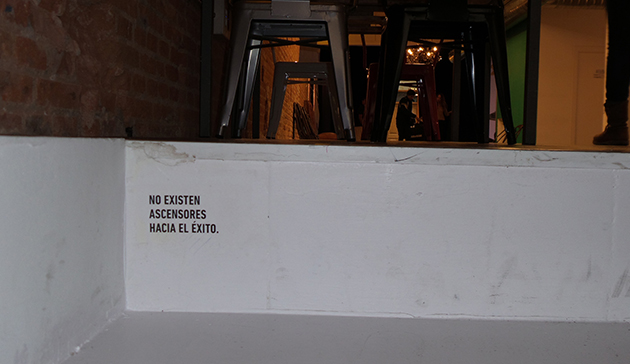 NO EXISTEN
ASCENSORES
HACIA EL ÉXITO.